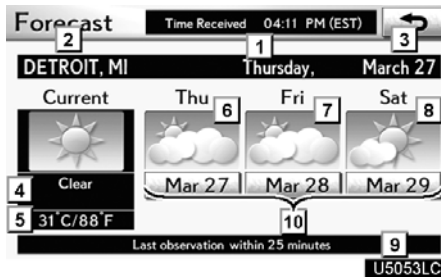 Forecast
Time Received 04:11 PM (EST)
2
1
3
DETROIT, MI Thursday, March 27
Current Thu Fri Sat
6
7
8
4
Clear
Mar 27 Mar 28 Mar 29
5
31°C/88°F
10
9
Last observation within 25 minutes
U5053LC